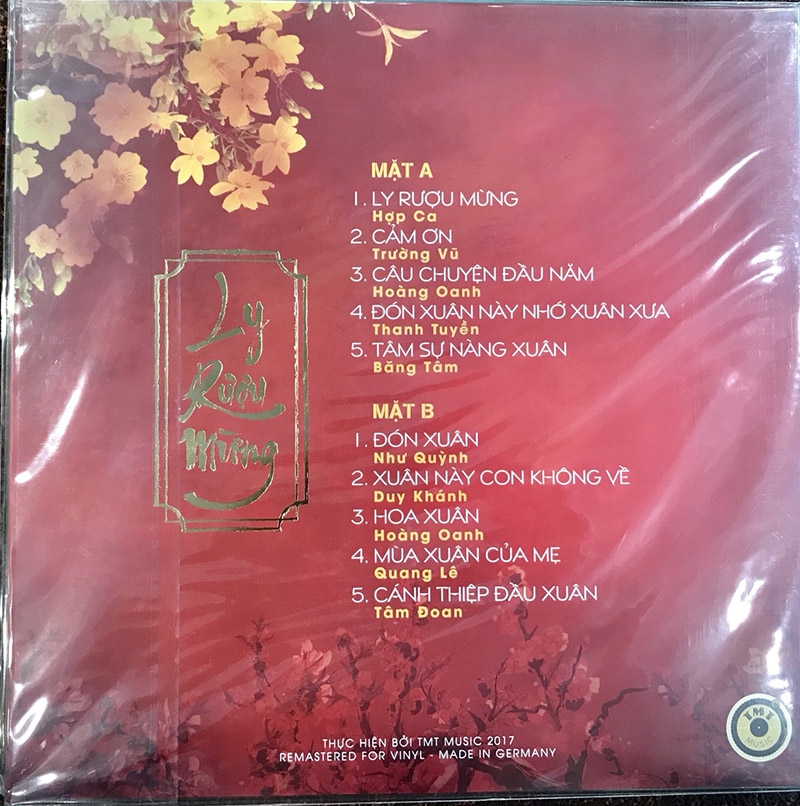 Ly
Rượu
Mừng
MẶT A
1. LY RƯỢU MỪNG
Hợp Ca
2. CẢM ƠN
Trường Vũ
3. CÂU CHUYỆN ĐẦU NĂM
Hoàng Oanh
4. ĐÓN XUÂN NÀY NHỚ XUÂN XƯA
Thanh Tuyền
5. TÂM SỰ NÀNG XUÂN
Băng Tâm
MẶT B
1. ĐÓN XUÂN
Như Quỳnh
2. XUÂN NÀY CON KHÔNG VỀ
Duy Khánh
3. HOA XUÂN
Hoàng Oanh
4. MÙA XUÂN CỦA MẸ
Quang Lê
5. CÁNH THIỆP ĐẦU XUÂN
Tâm Đoan
THỰC HIỆN BỞI TMT MUSIC 2017
REMASTERED FOR VINYL - MADE IN GERMANY
TMT
MUSIC